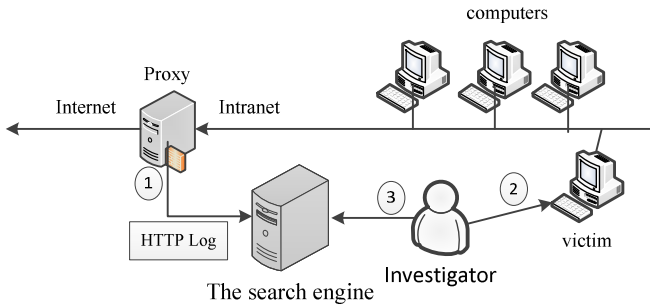 computers
Proxy
Internet
Intranet
1
3
2
HTTP Log
victim
Investigator
The search engine